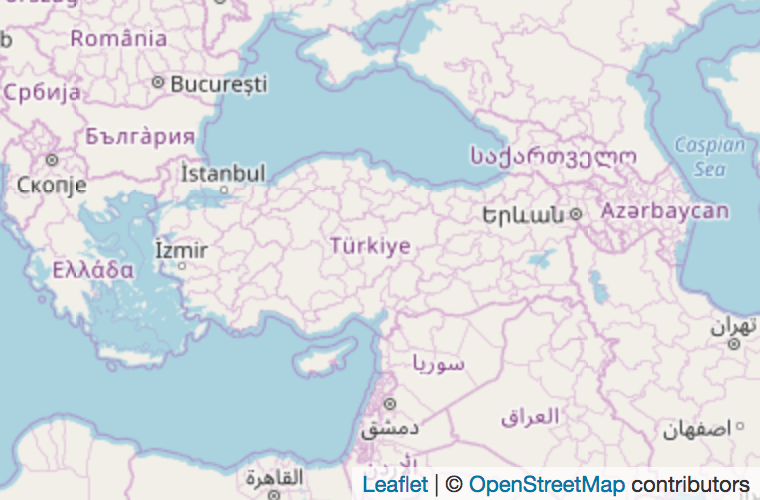 România
București
Србија
България
Скопје
İstanbul
საქართველო
Caspian
Sea
Երևան
Azərbaycan
İzmir
Türkiye
Ελλάδα
تهران
سوريا
العراق
دمشق
اصفهان
الأردن
القاهرة
Leaflet | © OpenStreetMap contributors